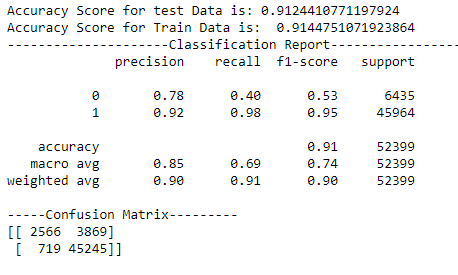 Accuracy Score for test Data is: 0.9124410771197924
Accuracy Score for Train Data is:  0.9144751071923864
---------------------Classification Report-----------------
              precision    recall  f1-score   support

           0       0.78      0.40      0.53      6435
           1       0.92      0.98      0.95     45964

    accuracy                           0.91     52399
   macro avg       0.85      0.69      0.74     52399
weighted avg       0.90      0.91      0.90     52399

-----Confusion Matrix---------
[[ 2566  3869]
 [  719 45245]]